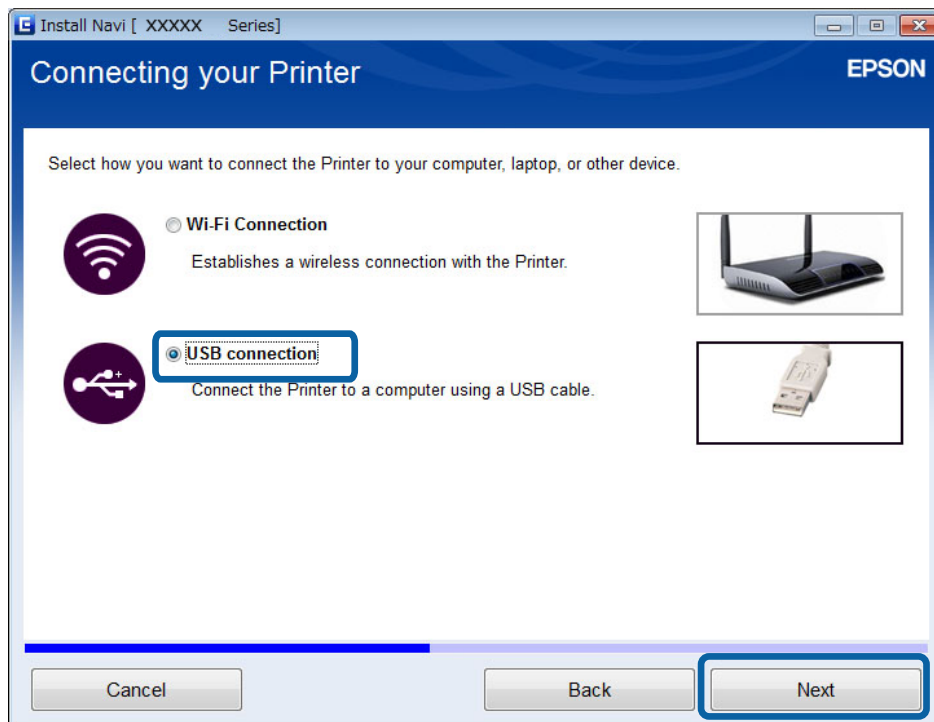 Install Navi [ XXXXX Series]
Connecting your Printer
EPSON
Select how you want to connect the Printer to your computer, laptop, or other device.
Wi-Fi Connection
Establishes a wireless connection with the Printer.
USB connection
Connect the Printer to a computer using a USB cable.
Cancel
Back
Next